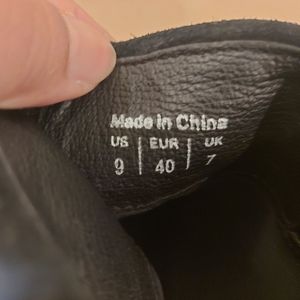 Made in China
US | EUR | UK
9 | 40 | 7